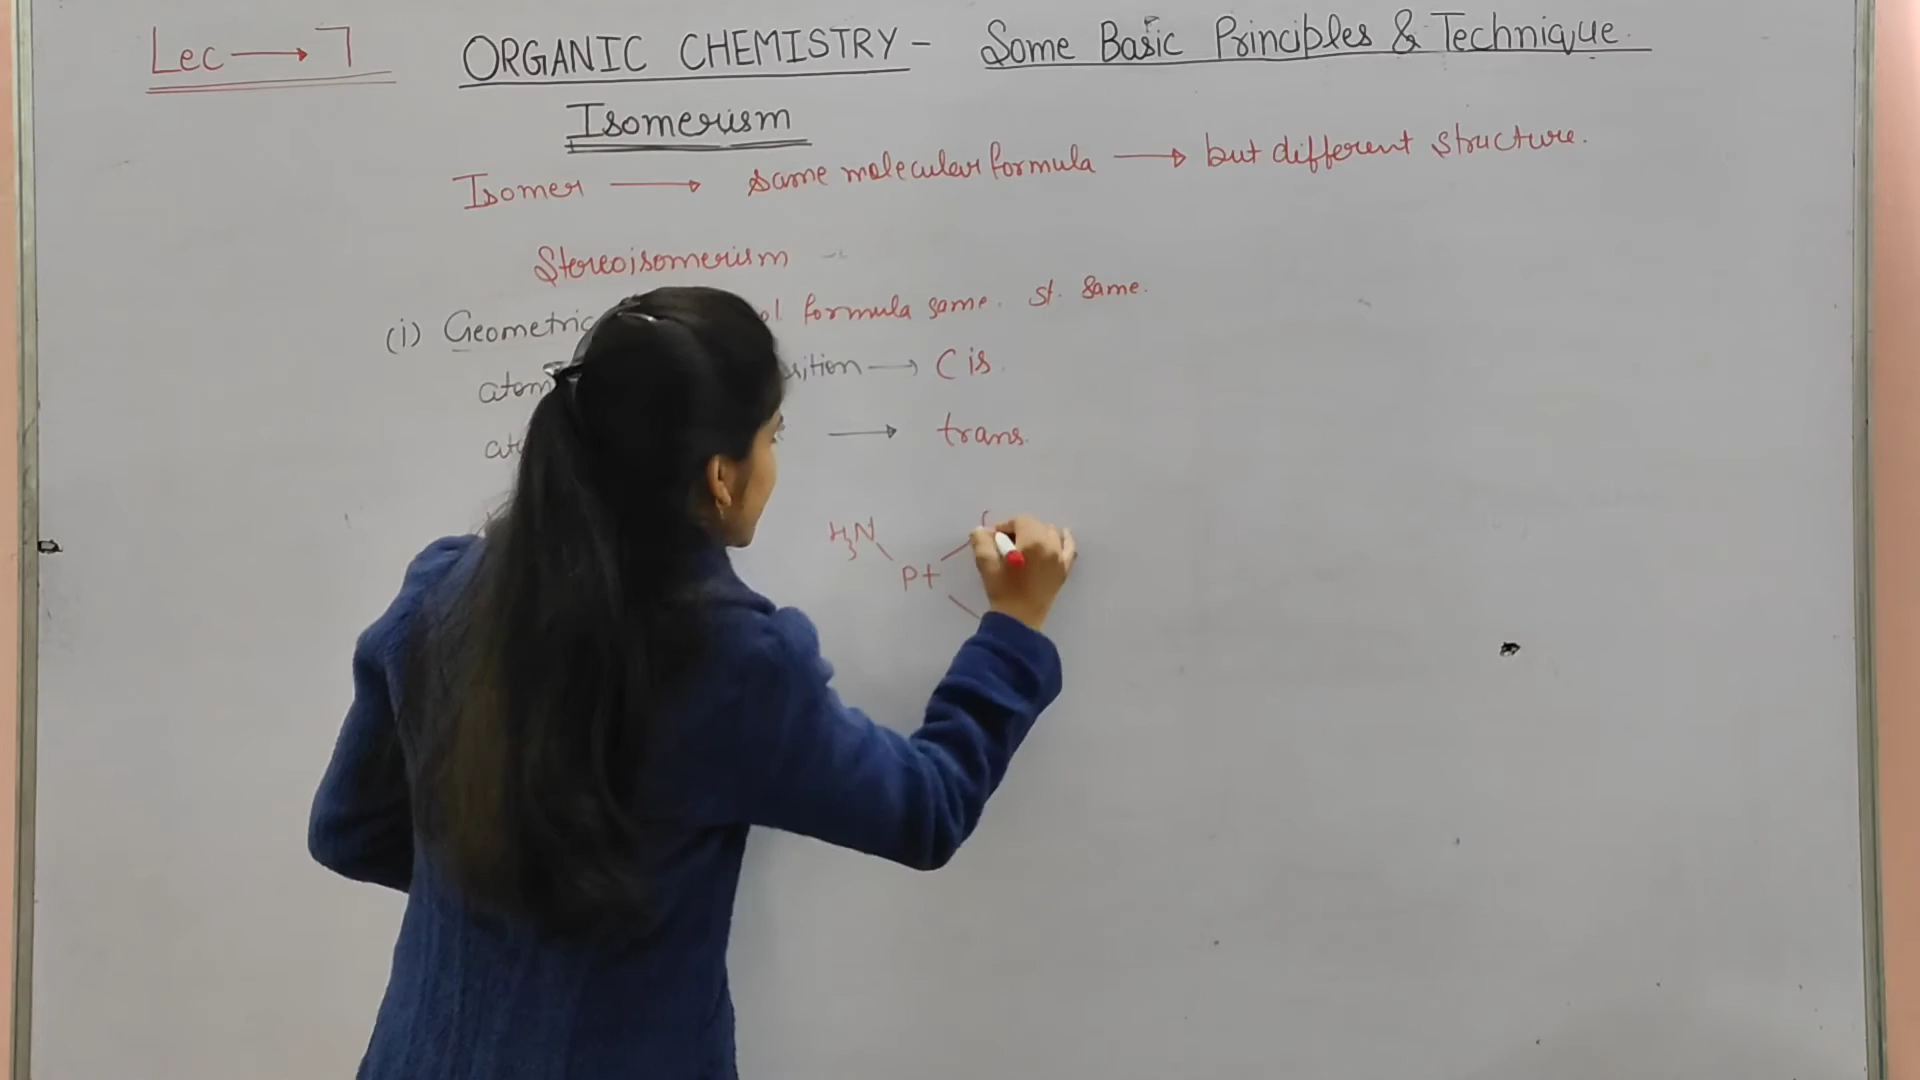 Lec → 7
ORGANIC CHEMISTRY - Some Basic Principles & Technique.
Isomerism
Isomer → same molecular formula → but different structure.
Stereoisomerism
(i) Geometric formula same. st. same.
atom → Cis.
→ trans.
H3N
Pt